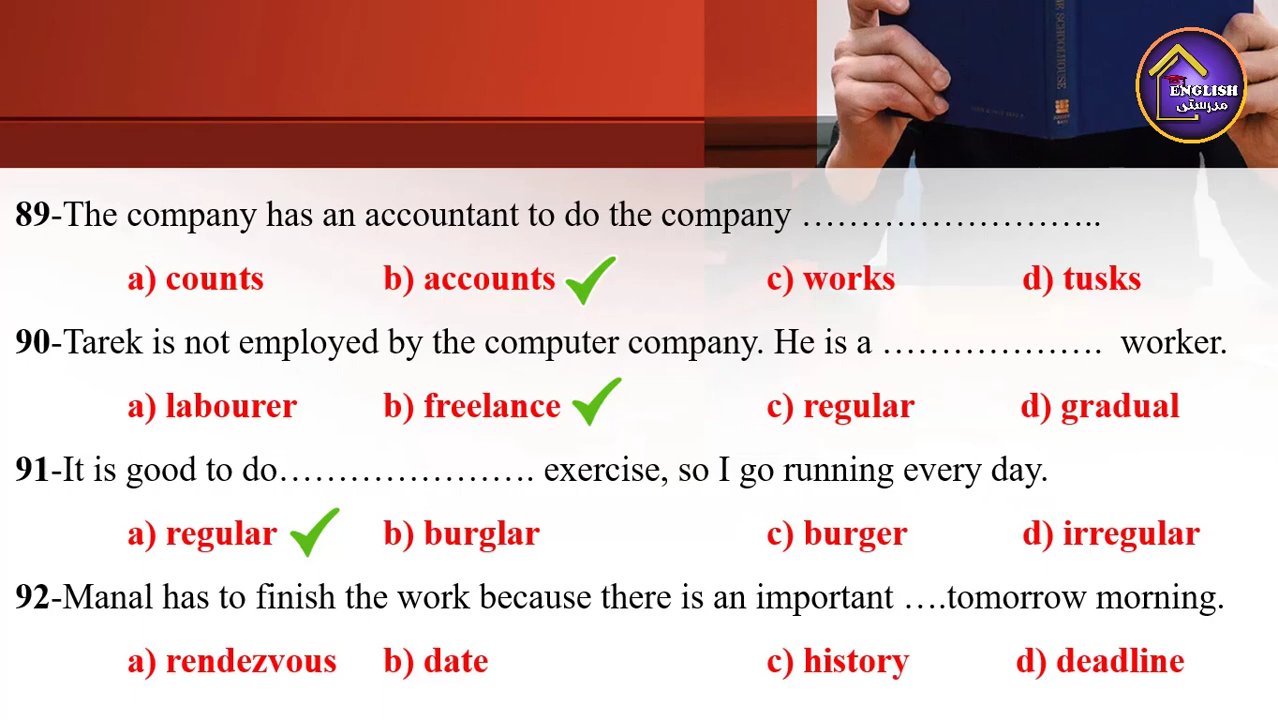 ENGLISH
مدرستي
89-The company has an accountant to do the company ……………………..
a) counts b) accounts c) works d) tusks
90-Tarek is not employed by the computer company. He is a ………………. worker.
a) labourer b) freelance c) regular d) gradual
91-It is good to do…………………. exercise, so I go running every day.
a) regular b) burglar c) burger d) irregular
92-Manal has to finish the work because there is an important ….tomorrow morning.
a) rendezvous b) date c) history d) deadline